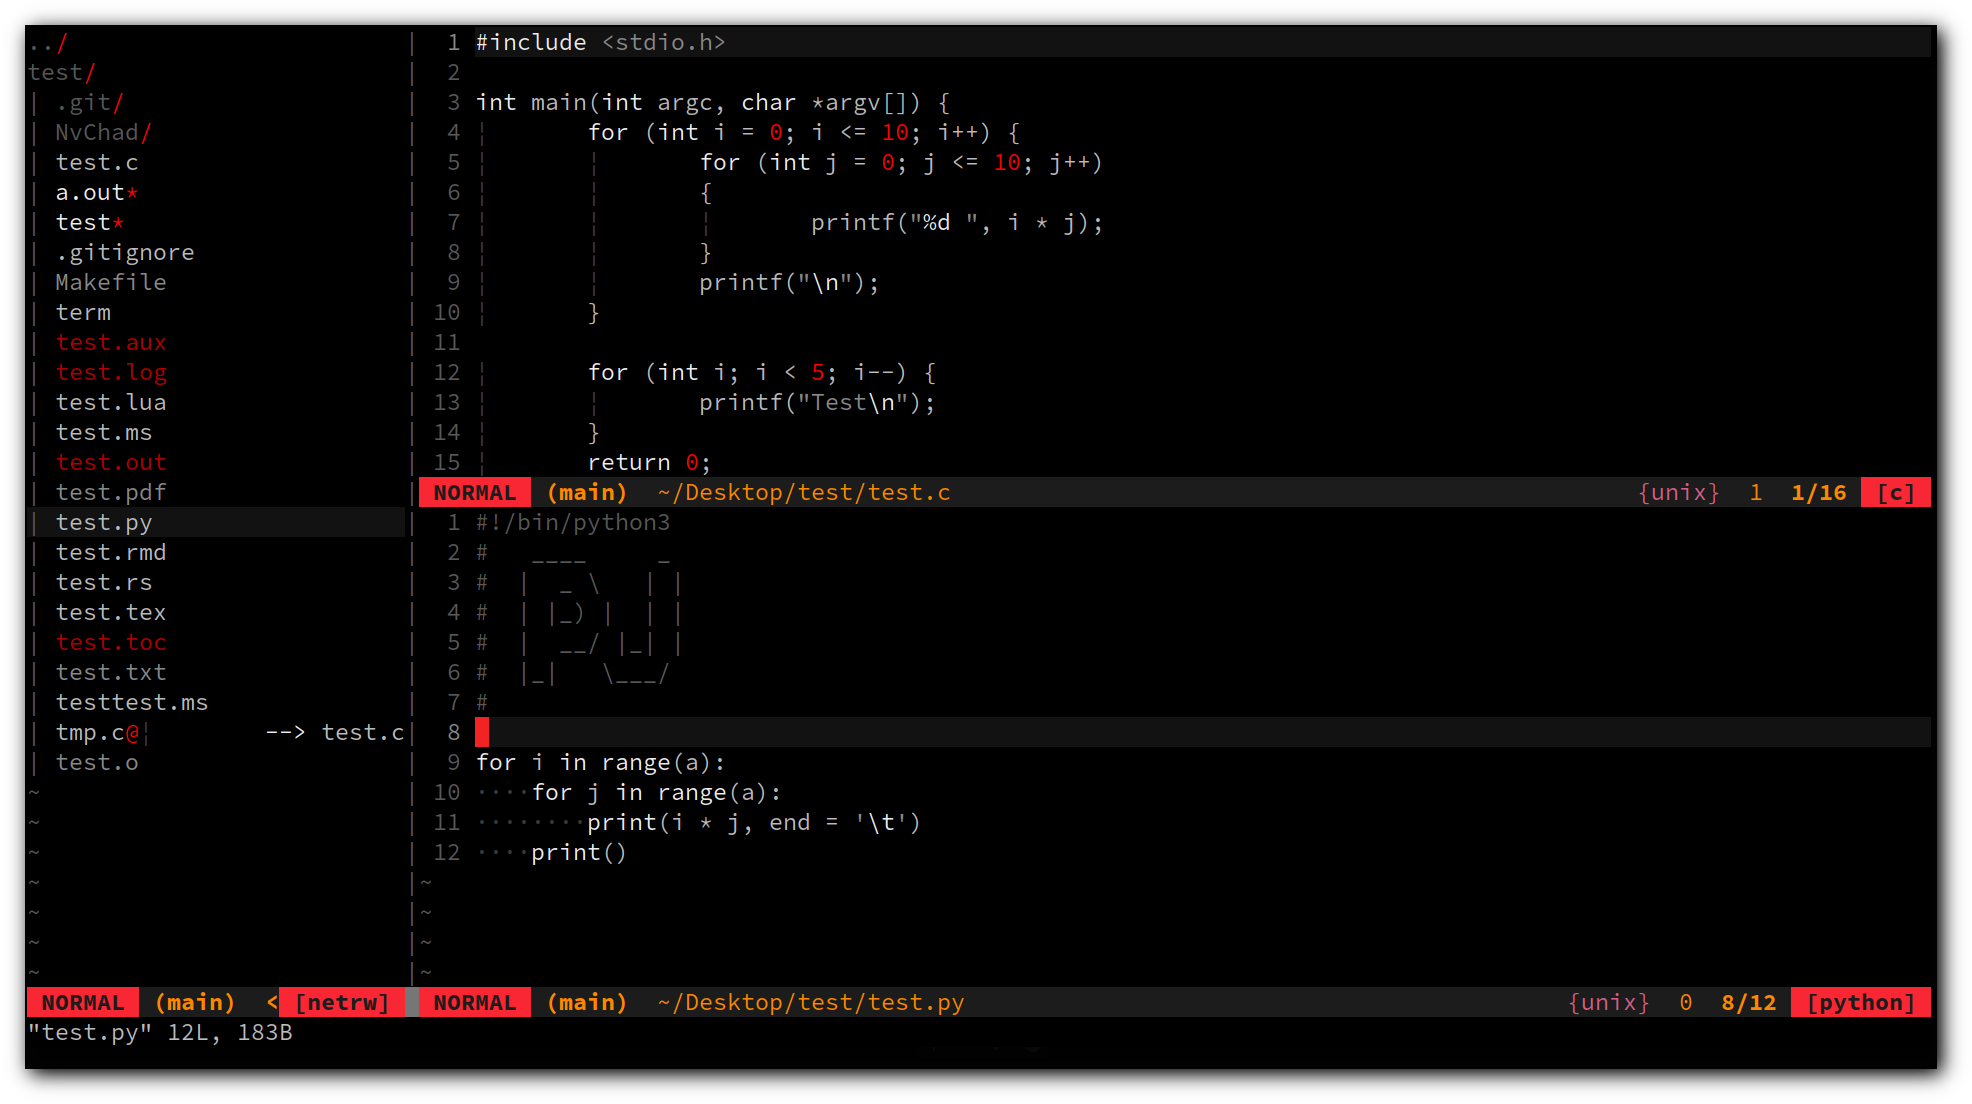 ../
test/
| .git/
| NvChad/
| test.c
| a.out*
| test*
| .gitignore
| Makefile
| term
| test.aux
| test.log
| test.lua
| test.ms
| test.out
| test.pdf
| test.py
| test.rmd
| test.rs
| test.tex
| test.toc
| test.txt
| testtest.ms
| tmp.c@¦        --> test.c
| test.o
~
~
~
~
~
~
~
NORMAL (main) < [netrw]
1 #include <stdio.h>
2
3 int main(int argc, char *argv[]) {
4 ¦       for (int i = 0; i <= 10; i++) {
5 ¦       ¦       for (int j = 0; j <= 10; j++)
6 ¦       ¦       {
7 ¦       ¦       ¦       printf("%d ", i * j);
8 ¦       ¦       }
9 ¦       ¦       printf("\n");
10 ¦       }
11
12 ¦       for (int i; i < 5; i--) {
13 ¦       ¦       printf("Test\n");
14 ¦       }
15 ¦       return 0;
NORMAL (main) ~/Desktop/test/test.c {unix} 1 1/16 [c]
1 #!/bin/python3
2 #   ____     _
3 #  |  _ \   | |
4 #  | |_) |  | |
5 #  |  __/ |_| |
6 #  |_|   \___/
7 #
8
9 for i in range(a):
10 ····for j in range(a):
11 ········print(i * j, end = '\t')
12 ····print()
~
~
~
~
NORMAL (main) ~/Desktop/test/test.py {unix} 0 8/12 [python]
"test.py" 12L, 183B